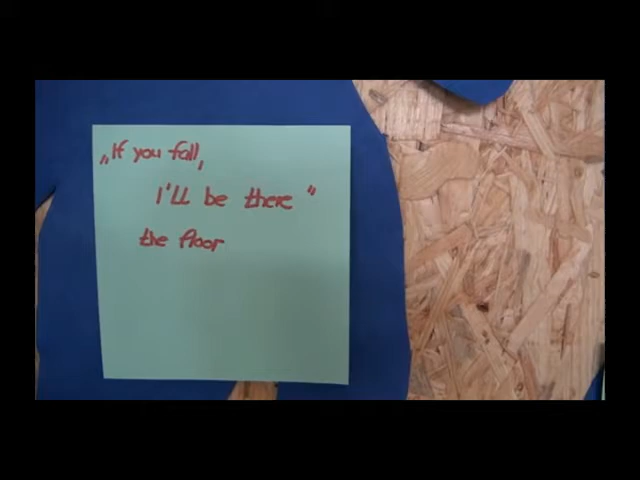 „If you fall,
I'LL be there"
the floor